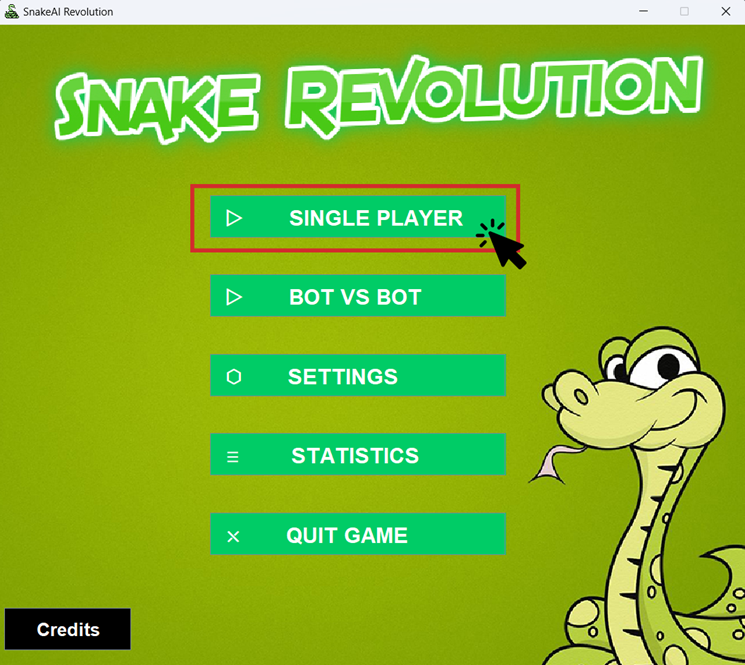 SnakeAI Revolution
SNAKE REVOLUTION
SINGLE PLAYER
BOT VS BOT
SETTINGS
STATISTICS
QUIT GAME
Credits